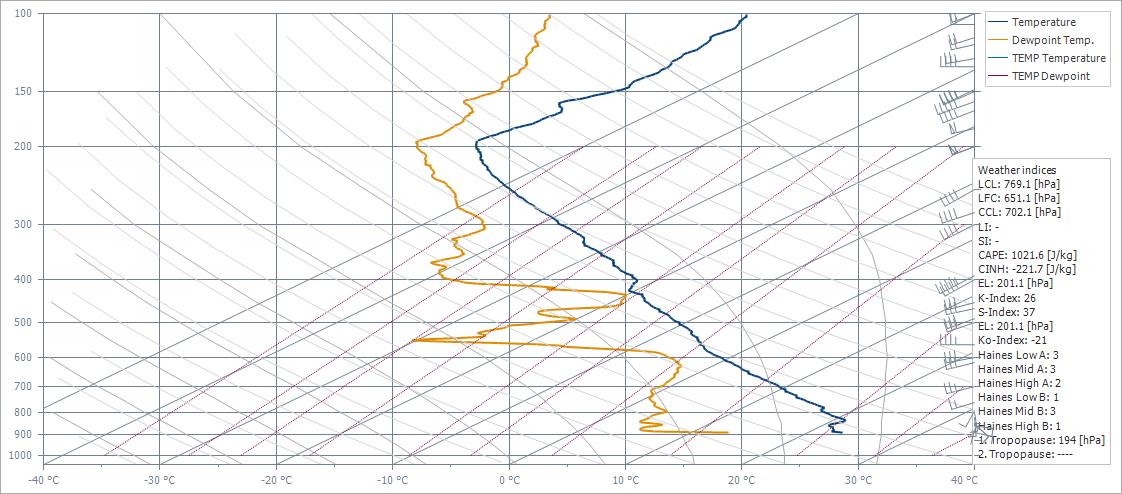 100
150
200
300
400
500
600
700
800
900
1000
-40 °C
-30 °C
-20 °C
-10 °C
0 °C
10 °C
20 °C
30 °C
40 °C
Temperature
Dewpoint Temp.
TEMP Temperature
TEMP Dewpoint
Weather indices
LCL: 769.1 [hPa]
LFC: 651.1 [hPa]
CCL: 702.1 [hPa]
LI: -
SI: -
CAPE: 1021.6 [J/kg]
CINH: -221.7 [J/kg]
EL: 201.1 [hPa]
K-Index: 26
S-Index: 37
EL: 201.1 [hPa]
Ko-Index: -21
Haines Low A: 3
Haines Mid A: 3
Haines High A: 2
Haines Low B: 1
Haines Mid B: 3
Haines High B: 1
1. Tropopause: 194 [hPa]
2. Tropopause: ----